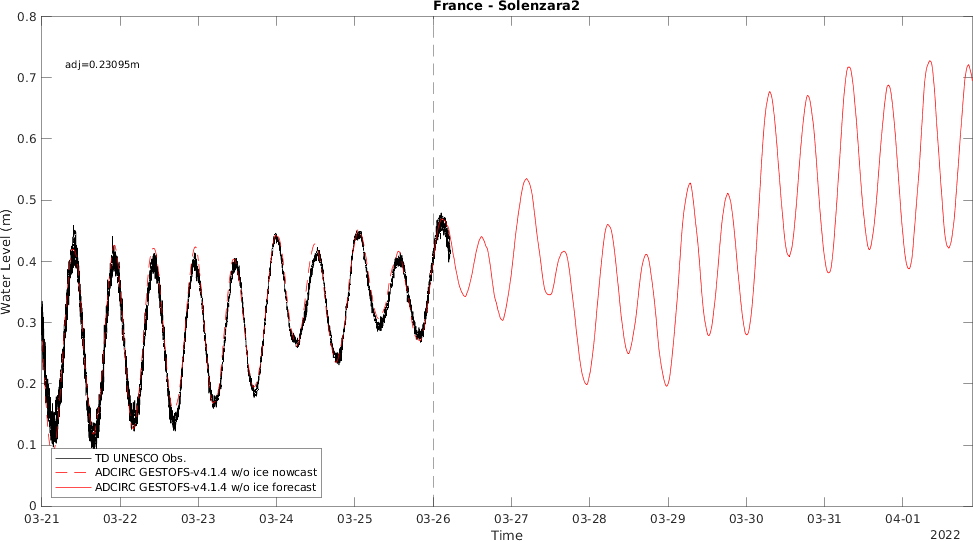 France - Solenzara2
adj=0.23095m
Water Level (m)
0.8
0.7
0.6
0.5
0.4
0.3
0.2
0.1
0
TD UNESCO Obs.
ADCIRC GESTOFS-v4.1.4 w/o ice nowcast
ADCIRC GESTOFS-v4.1.4 w/o ice forecast
03-21 03-22 03-23 03-24 03-25 03-26 03-27 03-28 03-29 03-30 03-31 04-01
Time
2022